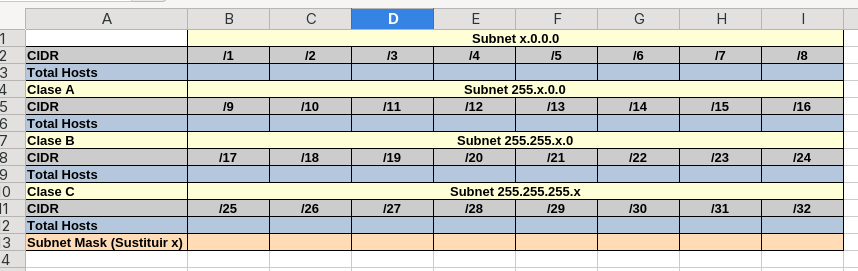 A B C D E F G H I
1 Subnet x.0.0.0
2 CIDR /1 /2 /3 /4 /5 /6 /7 /8
3 Total Hosts
4 Clase A Subnet 255.x.0.0
5 CIDR /9 /10 /11 /12 /13 /14 /15 /16
6 Total Hosts
7 Clase B Subnet 255.255.x.0
8 CIDR /17 /18 /19 /20 /21 /22 /23 /24
9 Total Hosts
0 Clase C Subnet 255.255.255.x
1 CIDR /25 /26 /27 /28 /29 /30 /31 /32
2 Total Hosts
3 Subnet Mask (Sustituir x)
4